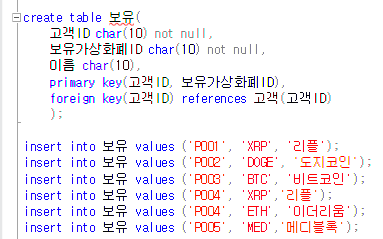 create table 보유(
고객ID char(10) not null,
보유가상화폐ID char(10) not null,
이름 char(10),
primary key(고객ID, 보유가상화폐ID),
foreign key(고객ID) references 고객(고객ID)
);
insert into 보유 values ('P001', 'XRP', '리플');
insert into 보유 values ('P002', 'DOGE', '도지코인');
insert into 보유 values ('P003', 'BTC', '비트코인');
insert into 보유 values ('P004', 'XRP','리플');
insert into 보유 values ('P004', 'ETH', '이더리움');
insert into 보유 values ('P005', 'MED','메디블록');